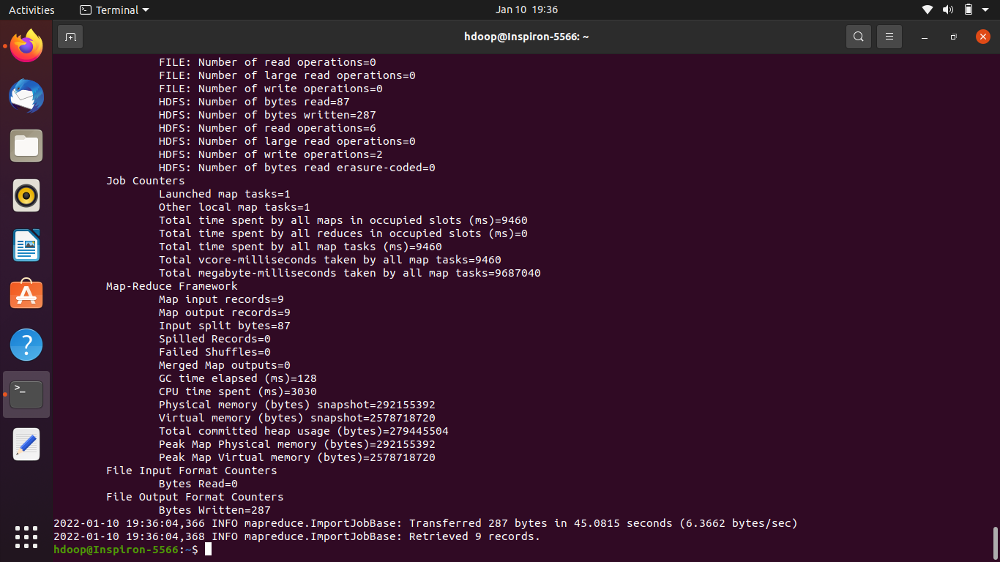 Activities
Terminal
Jan 10 19:36
hdoop@Inspiron-5566: ~
FILE: Number of read operations=0
FILE: Number of large read operations=0
FILE: Number of write operations=0
HDFS: Number of bytes read=87
HDFS: Number of bytes written=287
HDFS: Number of read operations=6
HDFS: Number of large read operations=0
HDFS: Number of write operations=2
HDFS: Number of bytes read erasure-coded=0
Job Counters
Launched map tasks=1
Other local map tasks=1
Total time spent by all maps in occupied slots (ms)=9460
Total time spent by all reduces in occupied slots (ms)=0
Total time spent by all map tasks (ms)=9460
Total vcore-milliseconds taken by all map tasks=9460
Total megabyte-milliseconds taken by all map tasks=9687040
Map-Reduce Framework
Map input records=9
Map output records=9
Input split bytes=87
Spilled Records=0
Failed Shuffles=0
Merged Map outputs=0
GC time elapsed (ms)=128
CPU time spent (ms)=3030
Physical memory (bytes) snapshot=292155392
Virtual memory (bytes) snapshot=2578718720
Total committed heap usage (bytes)=279445504
Peak Map Physical memory (bytes)=292155392
Peak Map Virtual memory (bytes)=2578718720
File Input Format Counters
Bytes Read=0
File Output Format Counters
Bytes Written=287
2022-01-10 19:36:04,366 INFO mapreduce.ImportJobBase: Transferred 287 bytes in 45.0815 seconds (6.3662 bytes/sec)
2022-01-10 19:36:04,368 INFO mapreduce.ImportJobBase: Retrieved 9 records.
hdoop@Inspiron-5566:~$